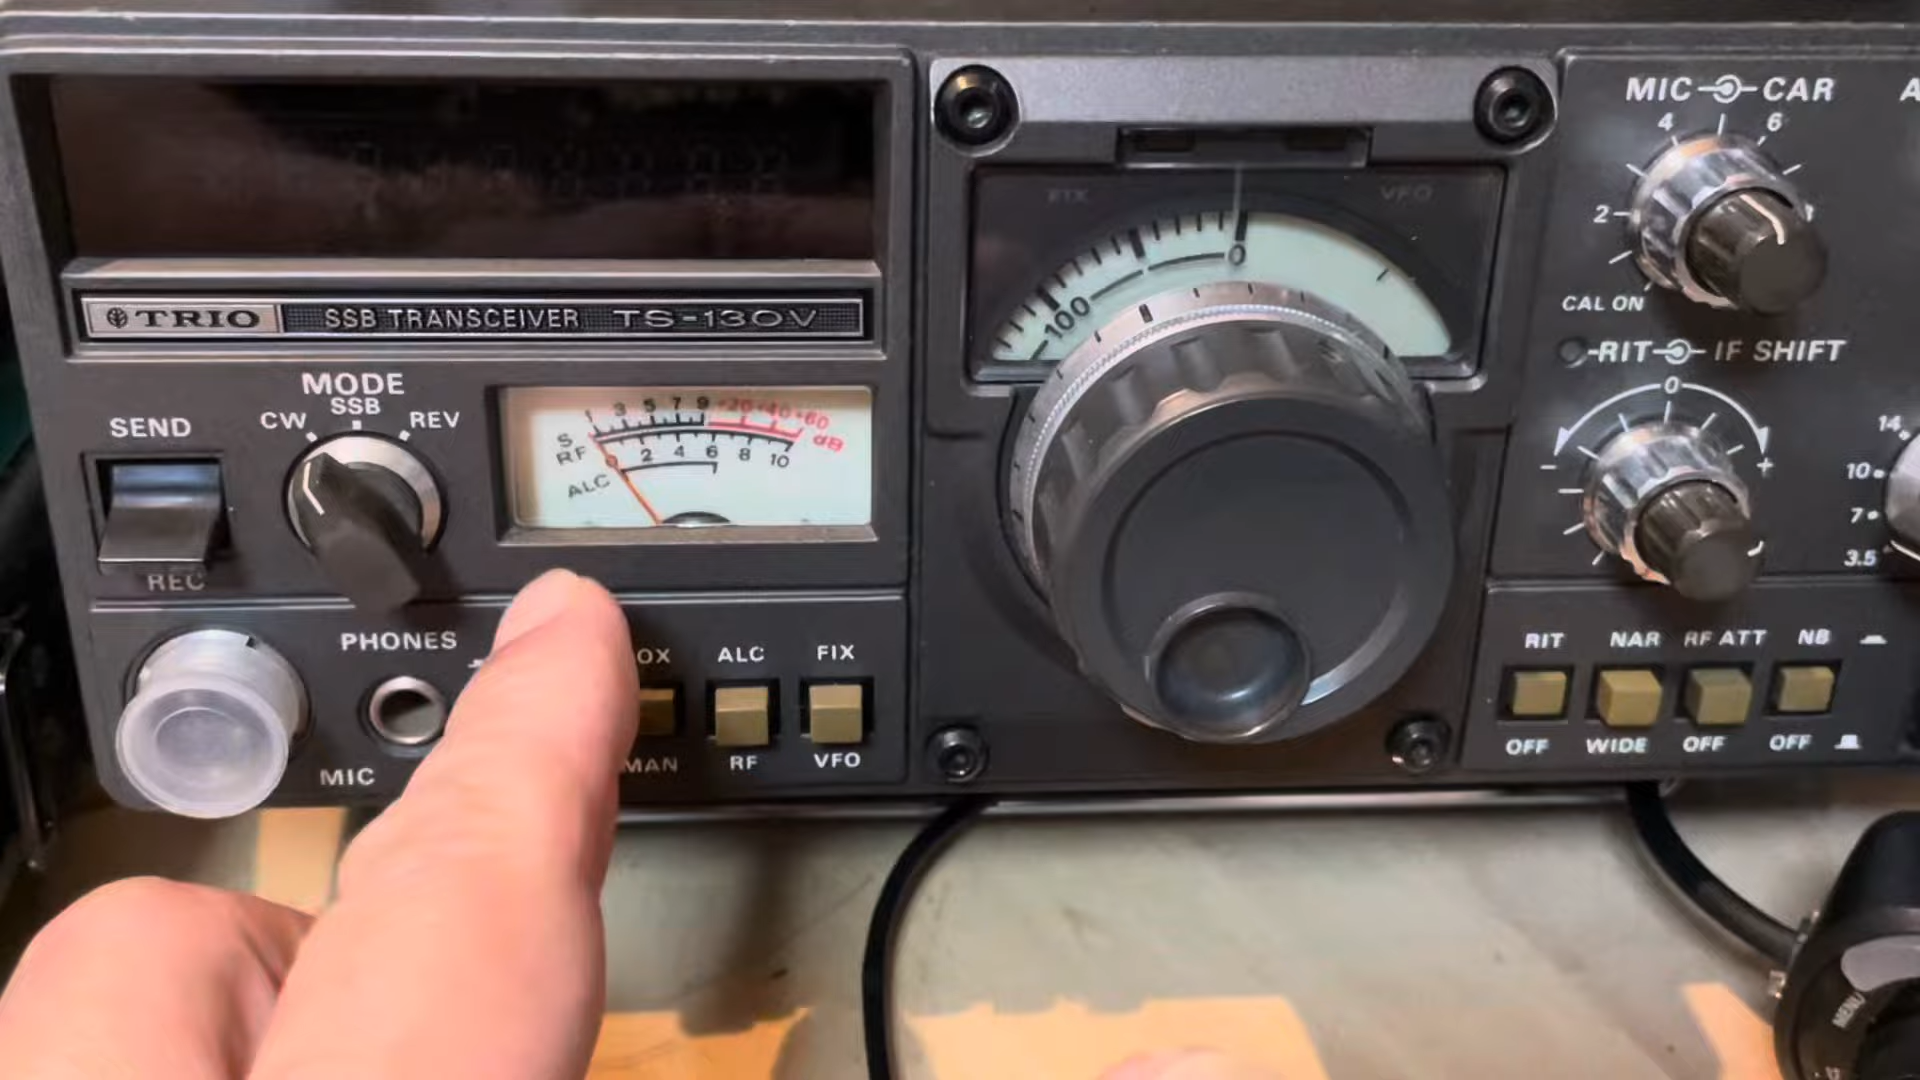 TRIO SSB TRANSCEIVER TS-130V
MODE
CW SSB REV
SEND
REC
1 3 5 7 9 +20 +40 +60
S
dB
RF 2 4 6 8 10
ALC
PHONES
MIC
OX ALC FIX
MAN RF VFO
FIX VFO
0
100
MIC CAR
4 6
2
CAL ON
RIT IF SHIFT
0
- +
14
10
7
3.5
RIT NAR RF ATT NB
OFF WIDE OFF OFF
MENU